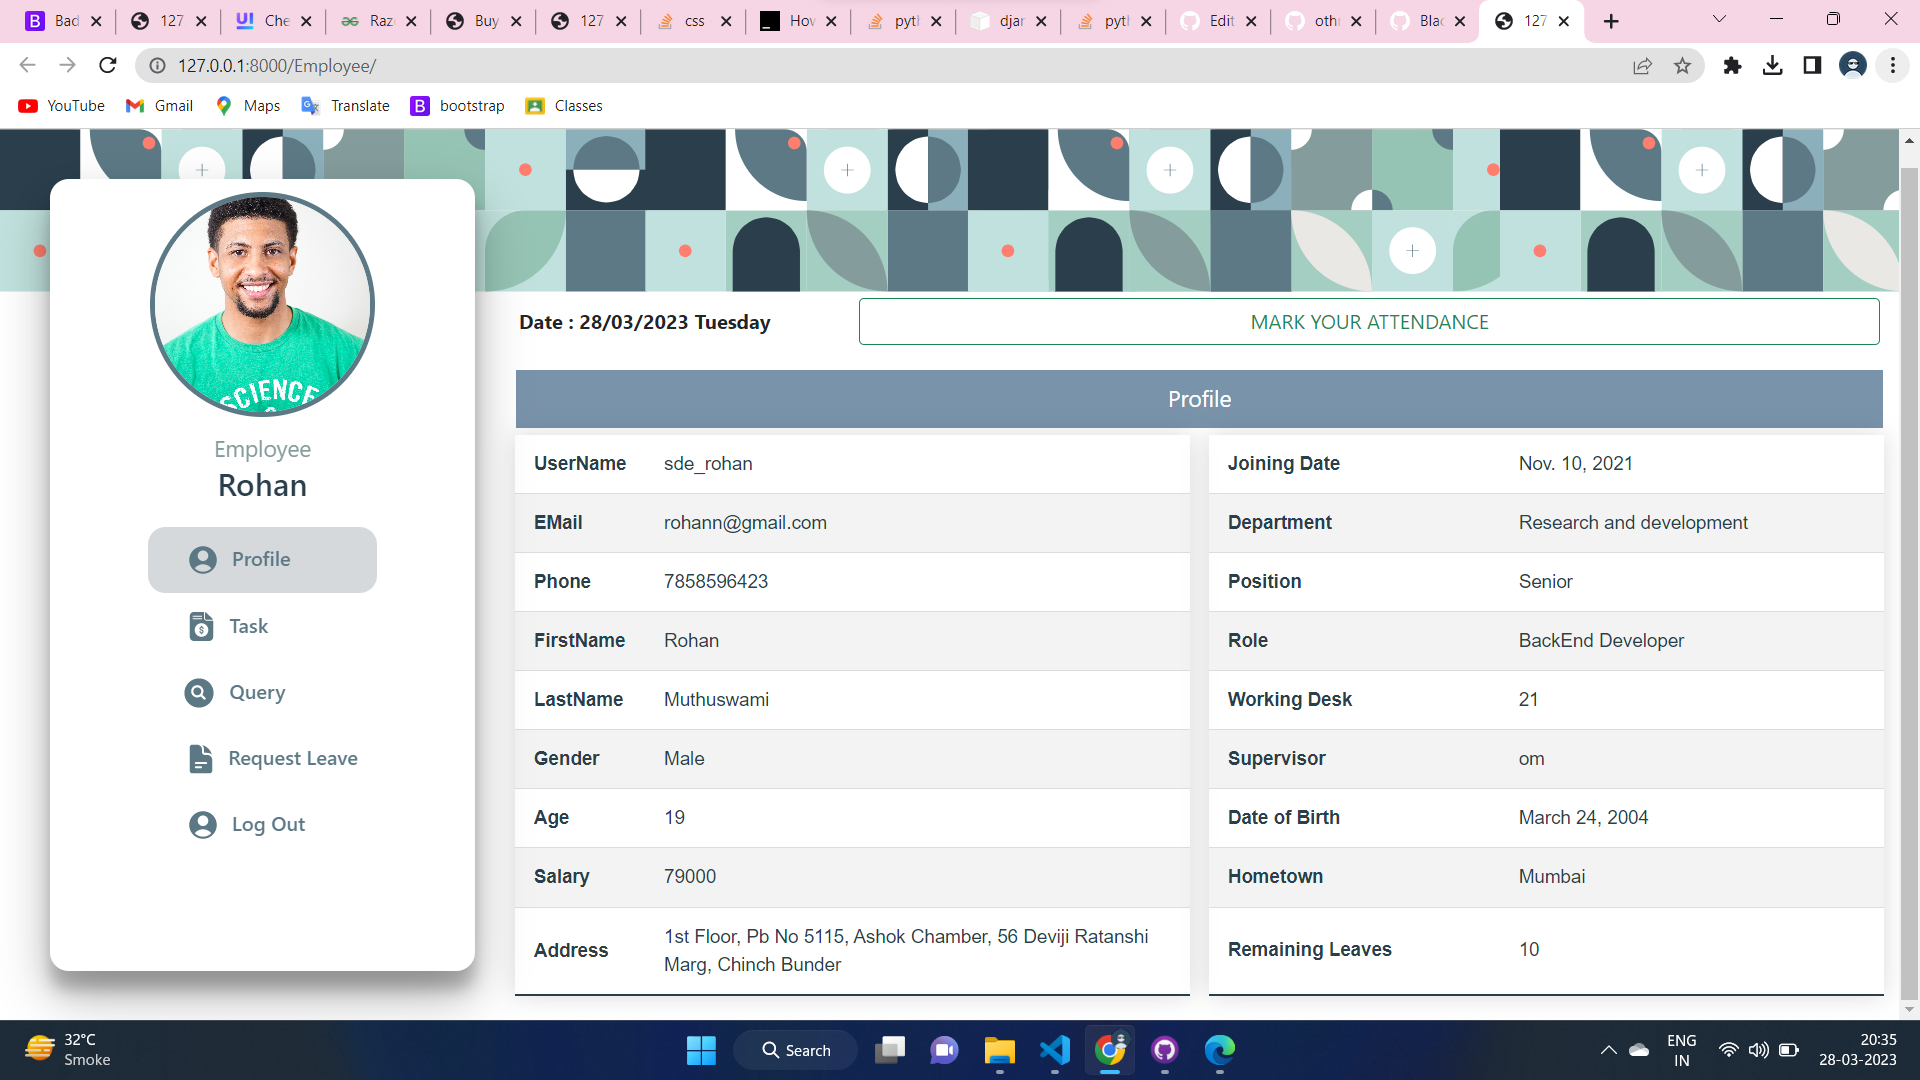 Bad
127
Che
Raz
Buy
127
css
Hov
pyt
djar
pytl
Edit
oth
Blac
127
127.0.0.1:8000/Employee/
YouTube
Gmail
Maps
Translate
bootstrap
Classes
SCIENCE
Employee
Rohan
Profile
Task
Query
Request Leave
Log Out
Date : 28/03/2023 Tuesday
MARK YOUR ATTENDANCE
Profile
UserName sde_rohan
EMail rohann@gmail.com
Phone 7858596423
FirstName Rohan
LastName Muthuswami
Gender Male
Age 19
Salary 79000
Address 1st Floor, Pb No 5115, Ashok Chamber, 56 Deviji Ratanshi
Marg, Chinch Bunder
Joining Date Nov. 10, 2021
Department Research and development
Position Senior
Role BackEnd Developer
Working Desk 21
Supervisor om
Date of Birth March 24, 2004
Hometown Mumbai
Remaining Leaves 10
32°C
Smoke
Search
ENG
IN
20:35
28-03-2023